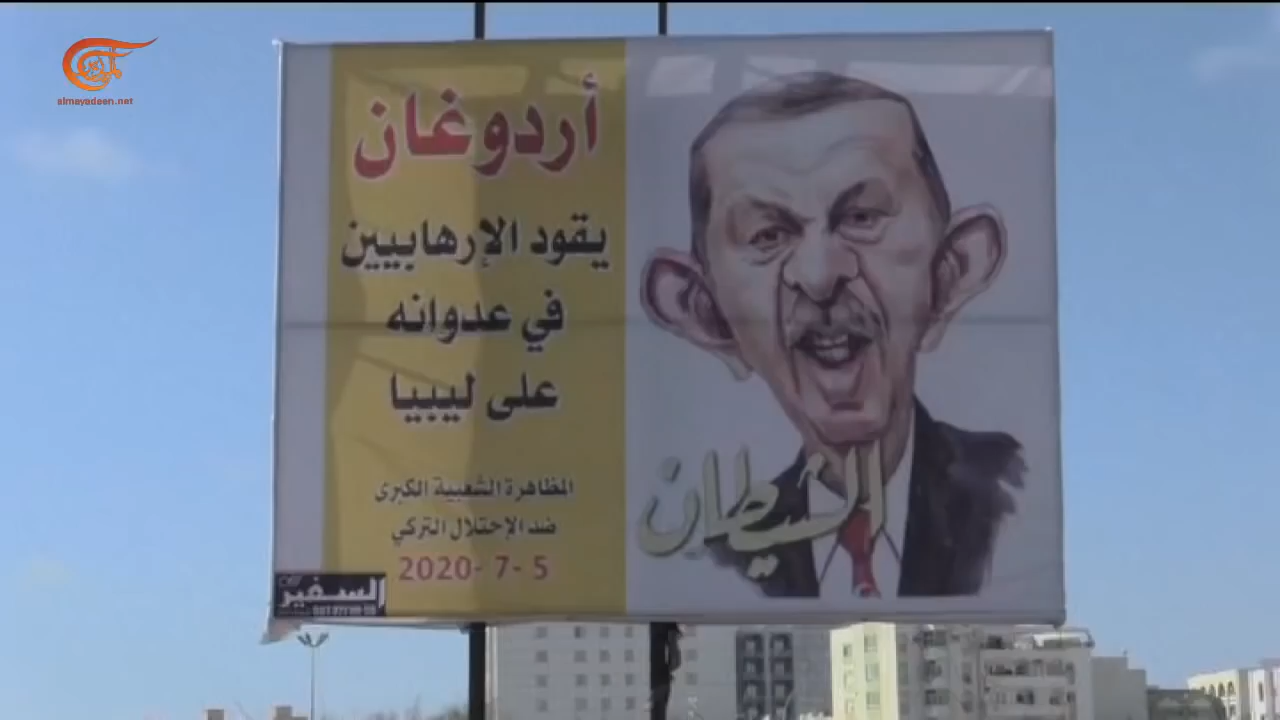 almayadeen.net
أردوغان
يقود الإرهابيين
في عدوانه
على ليبيا
المظاهرة الشعبية الكبرى
ضد الإحتلال التركي
2020- 7- 5
الشيطان
السفير